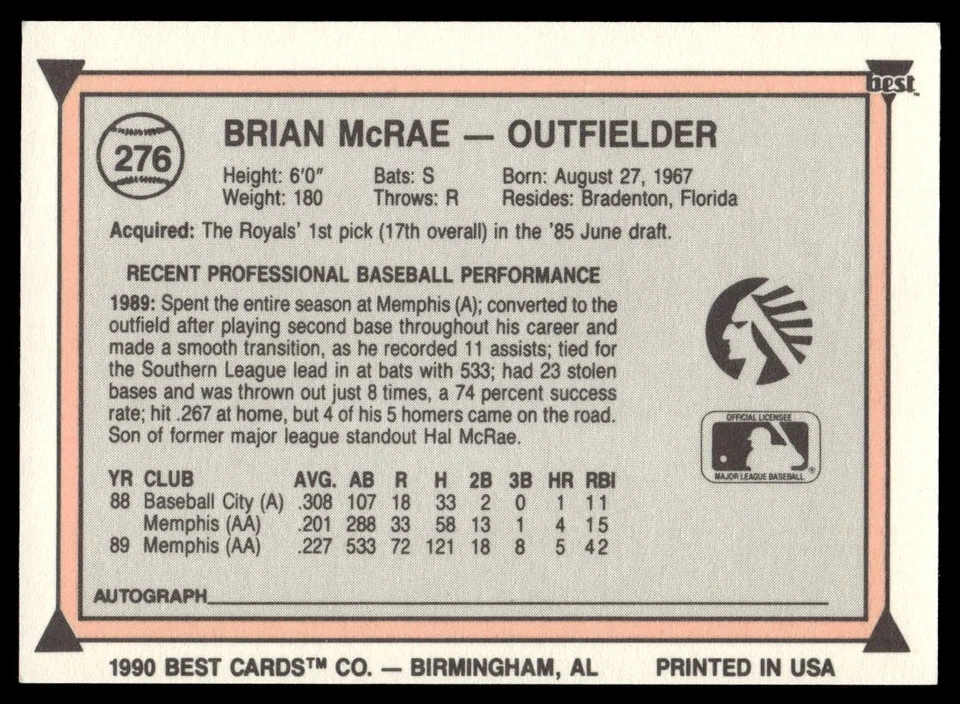 best™
276
BRIAN McRAE — OUTFIELDER
Height: 6'0" Bats: S Born: August 27, 1967
Weight: 180 Throws: R Resides: Bradenton, Florida
Acquired: The Royals' 1st pick (17th overall) in the '85 June draft.
RECENT PROFESSIONAL BASEBALL PERFORMANCE
1989: Spent the entire season at Memphis (A); converted to the
outfield after playing second base throughout his career and
made a smooth transition, as he recorded 11 assists; tied for
the Southern League lead in at bats with 533; had 23 stolen
bases and was thrown out just 8 times, a 74 percent success
rate; hit .267 at home, but 4 of his 5 homers came on the road.
Son of former major league standout Hal McRae.
OFFICIAL LICENSEE
MAJOR LEAGUE BASEBALL®
YR CLUB AVG. AB R H 2B 3B HR RBI
88 Baseball City (A) .308 107 18 33 2 0 1 11
Memphis (AA) .201 288 33 58 13 1 4 15
89 Memphis (AA) .227 533 72 121 18 8 5 42
AUTOGRAPH
1990 BEST CARDS™ CO. — BIRMINGHAM, AL PRINTED IN USA